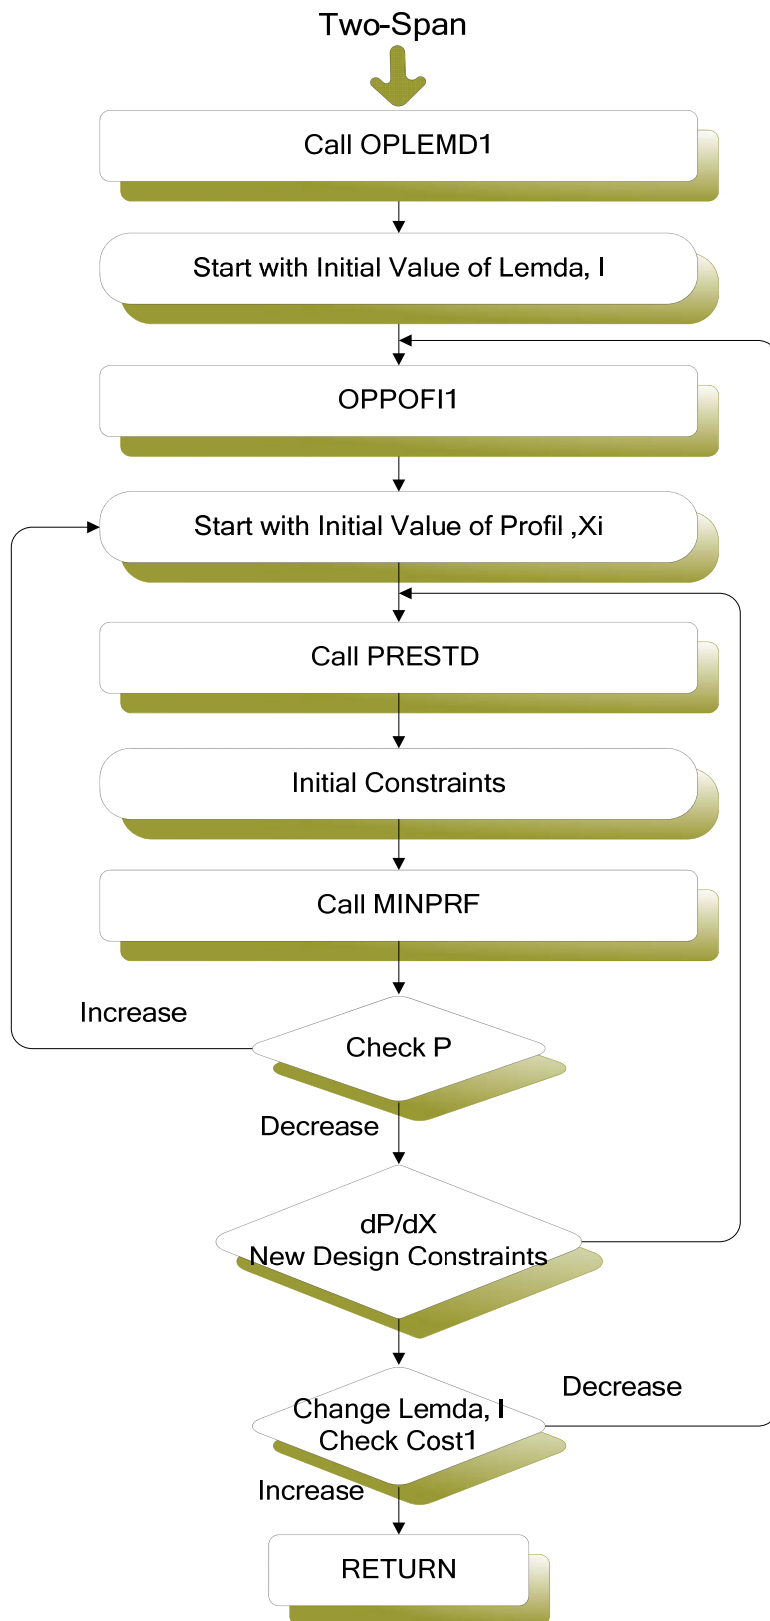 Two-Span
Call OPLEMD1
Start with Initial Value of Lemda, I
OPPOFI1
Start with Initial Value of Profil ,Xi
Call PRESTD
Initial Constraints
Call MINPRF
Increase
Check P
Decrease
dP/dX
New Design Constraints
Decrease
Change Lemda, I
Check Cost1
Increase
RETURN